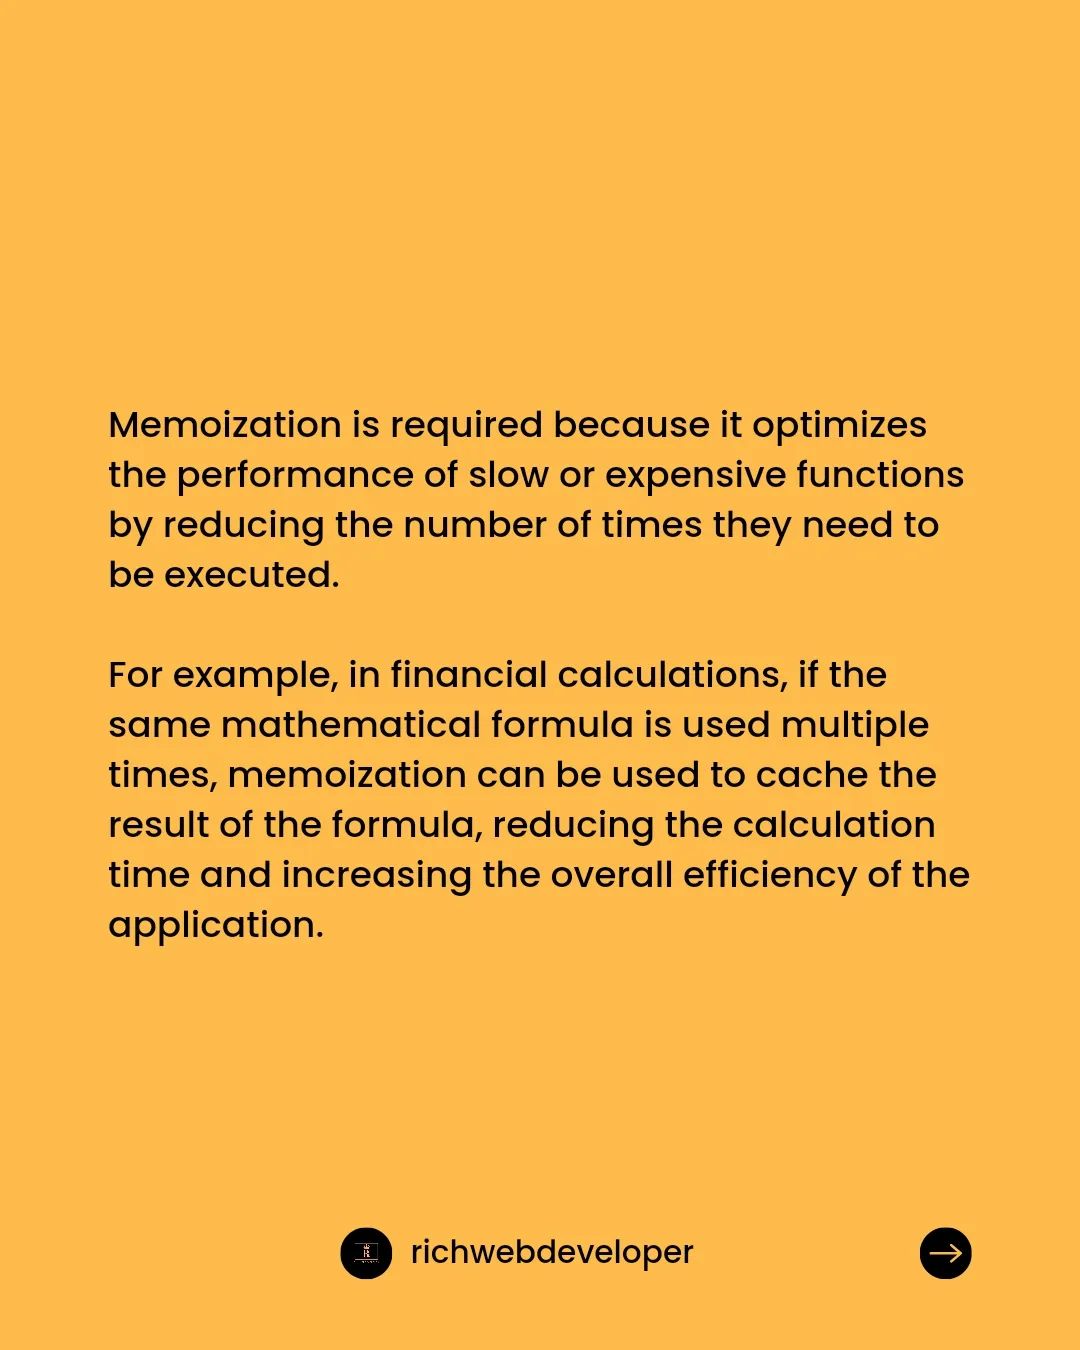 Memoization is required because it optimizes
the performance of slow or expensive functions
by reducing the number of times they need to
be executed.
For example, in financial calculations, if the
same mathematical formula is used multiple
times, memoization can be used to cache the
result of the formula, reducing the calculation
time and increasing the overall efficiency of the
application.
richwebdeveloper